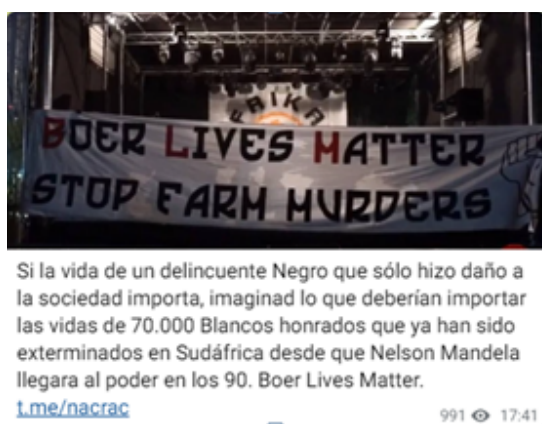 FRIKA
BOER LIVES MATTER
STOP FARM MURDERS
Si la vida de un delincuente Negro que sólo hizo daño a
la sociedad importa, imaginad lo que deberían importar
las vidas de 70.000 Blancos honrados que ya han sido
exterminados en Sudáfrica desde que Nelson Mandela
llegara al poder en los 90. Boer Lives Matter.
t.me/nacrac
991 17:41